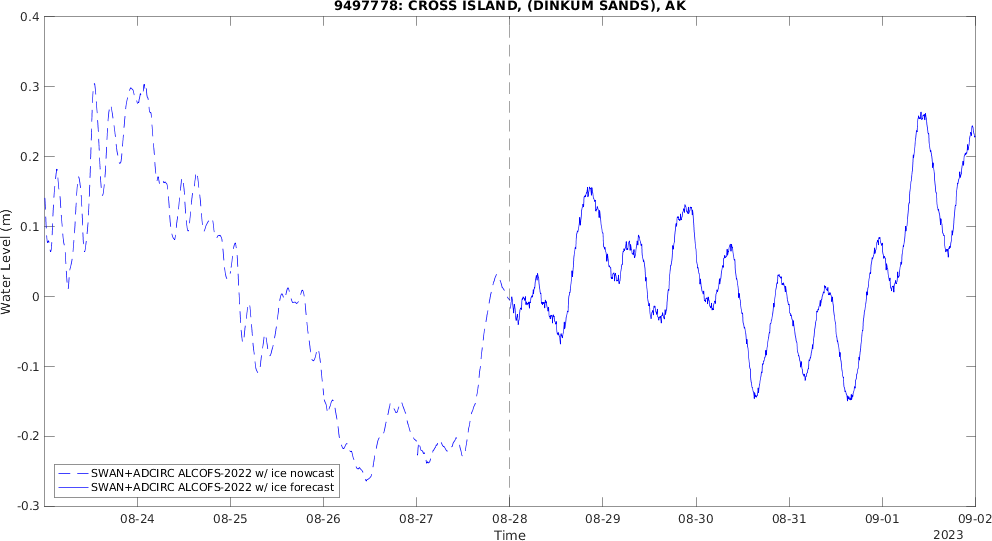 9497778: CROSS ISLAND, (DINKUM SANDS), AK
0.4
0.3
0.2
0.1
0
-0.1
-0.2
-0.3
Water Level (m)
SWAN+ADCIRC ALCOFS-2022 w/ ice nowcast
SWAN+ADCIRC ALCOFS-2022 w/ ice forecast
08-24 08-25 08-26 08-27 08-28 08-29 08-30 08-31 09-01 09-02
Time
2023